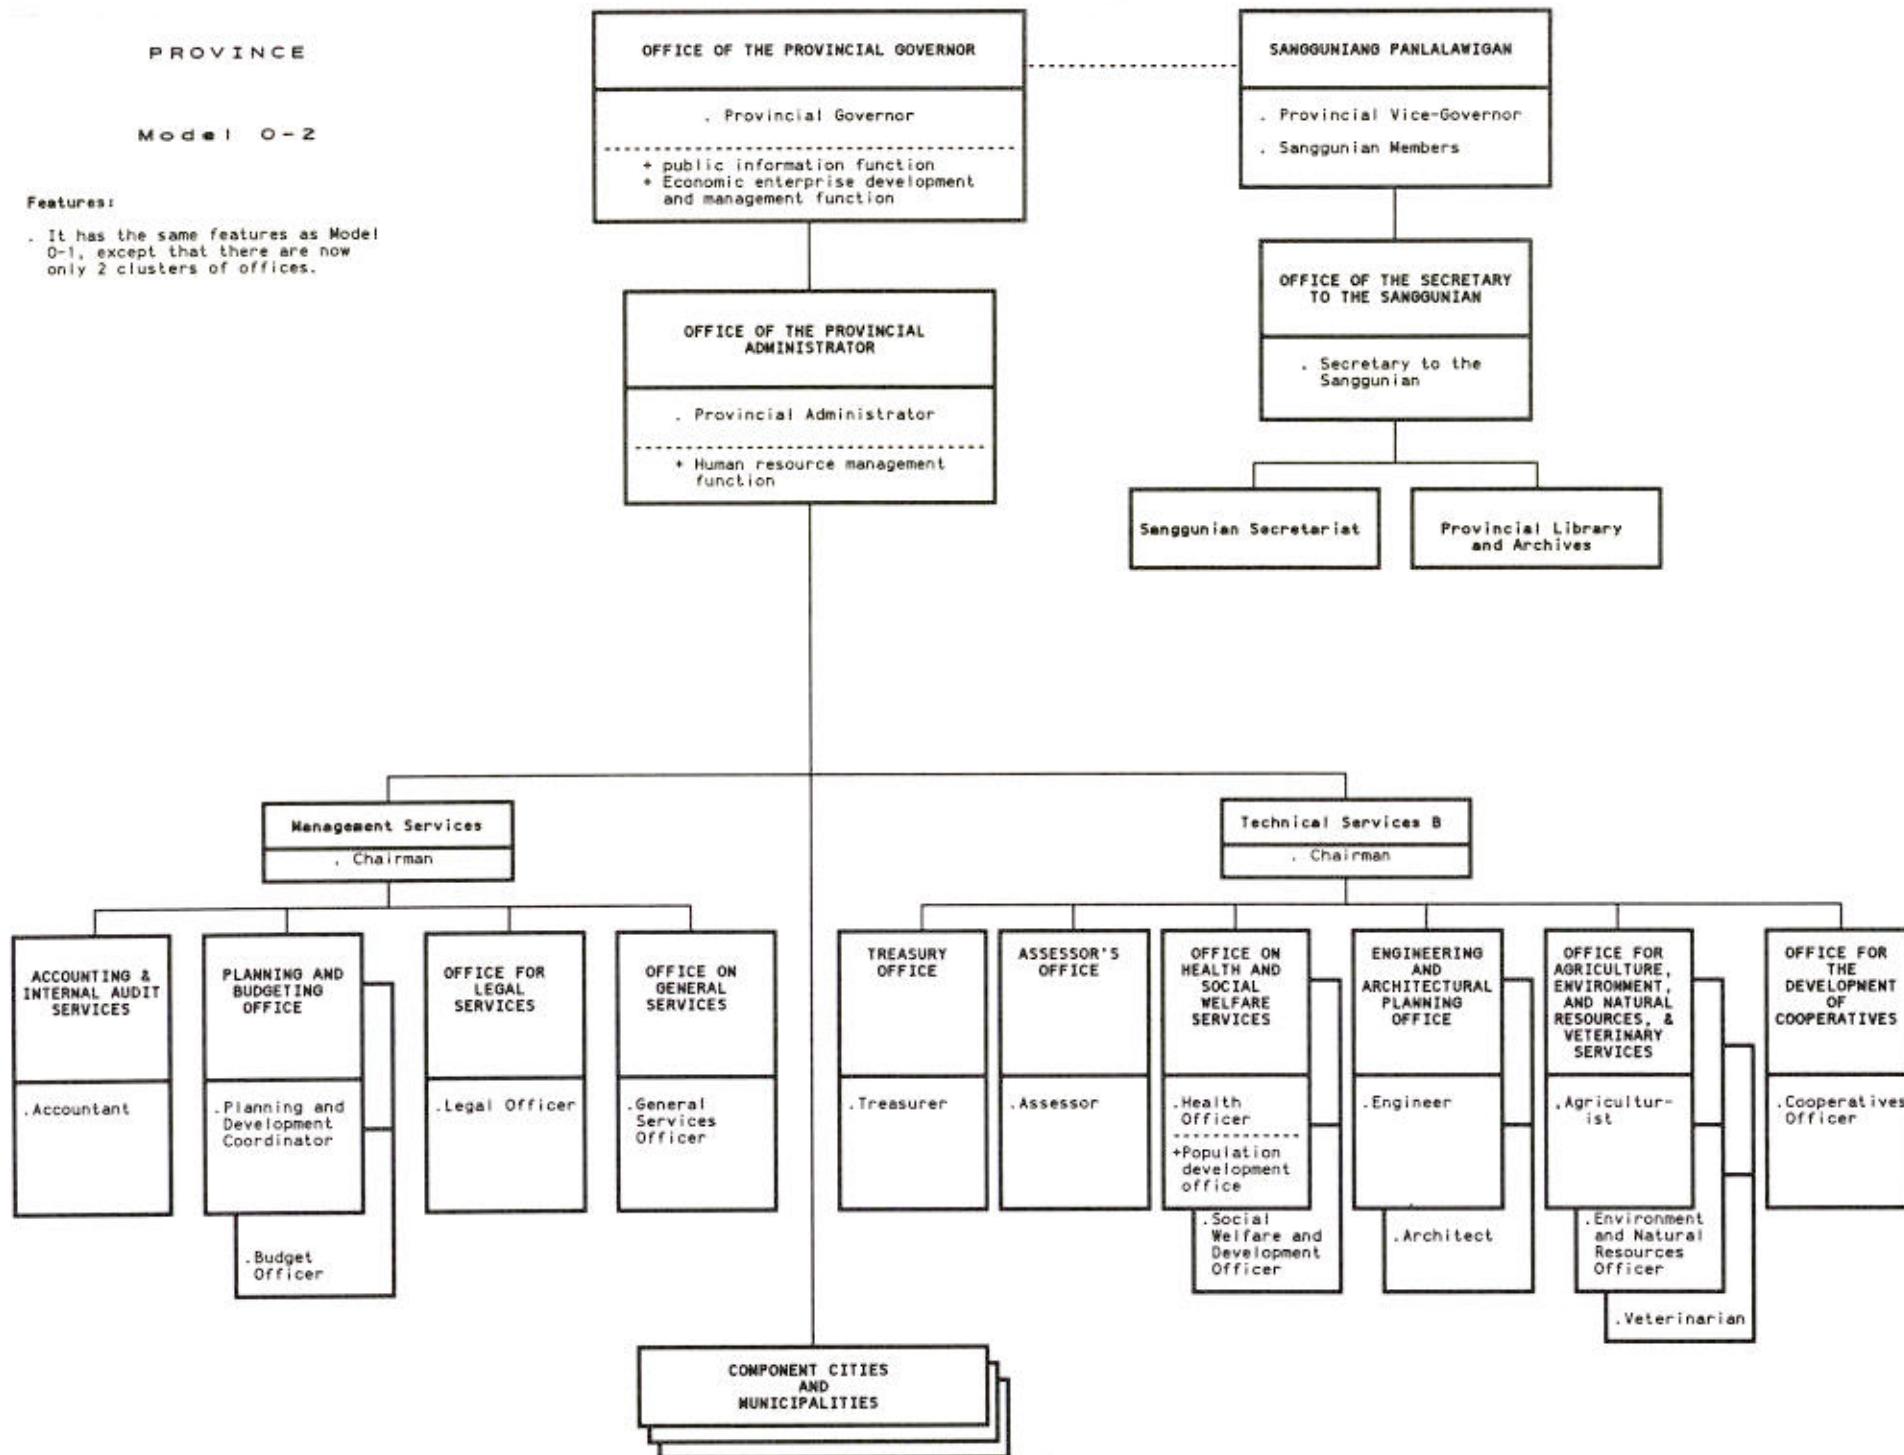 PROVINCE
Model O-2
Features:
. It has the same features as Model
O-1, except that there are now
only 2 clusters of offices.
OFFICE OF THE PROVINCIAL GOVERNOR
. Provincial Governor
+ public information function
+ Economic enterprise development
and management function
SANGGUNIANG PANLALAWIGAN
. Provincial Vice-Governor
. Sanggunian Members
OFFICE OF THE SECRETARY
TO THE SANGGUNIAN
. Secretary to the
Sanggunian
Sanggunian Secretariat
Provincial Library
and Archives
OFFICE OF THE PROVINCIAL
ADMINISTRATOR
. Provincial Administrator
+ Human resource management
function
Management Services
. Chairman
Technical Services B
. Chairman
ACCOUNTING &
INTERNAL AUDIT
SERVICES
.Accountant
PLANNING AND
BUDGETING
OFFICE
.Planning and
Development
Coordinator
.Budget
Officer
OFFICE FOR
LEGAL
SERVICES
.Legal Officer
OFFICE ON
GENERAL
SERVICES
.General
Services
Officer
TREASURY
OFFICE
.Treasurer
ASSESSOR'S
OFFICE
.Assessor
OFFICE ON
HEALTH AND
SOCIAL
WELFARE
SERVICES
.Health
Officer
+Population
development
office
.Social
Welfare and
Development
Officer
ENGINEERING
AND
ARCHITECTURAL
PLANNING
OFFICE
.Engineer
.Architect
OFFICE FOR
AGRICULTURE,
ENVIRONMENT,
AND NATURAL
RESOURCES, &
VETERINARY
SERVICES
.Agricultur-
ist
.Environment
and Natural
Resources
Officer
.Veterinarian
OFFICE FOR
THE
DEVELOPMENT
OF
COOPERATIVES
.Cooperatives
Officer
COMPONENT CITIES
AND
MUNICIPALITIES